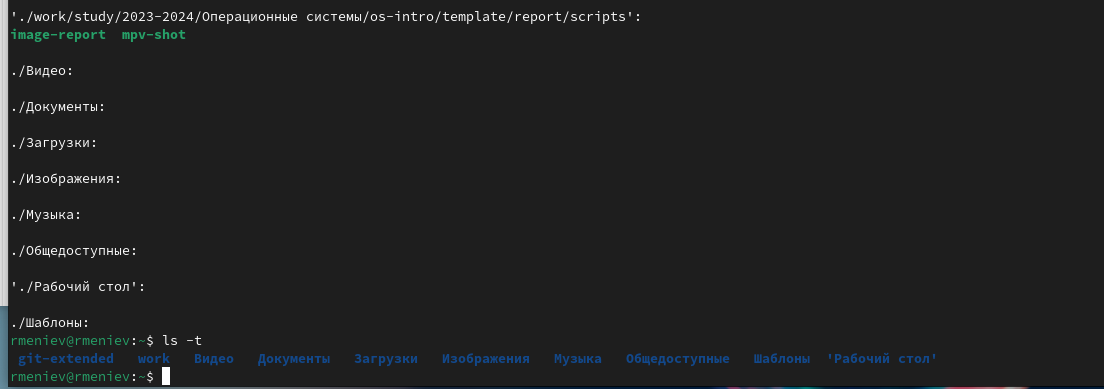 './work/study/2023-2024/Операционные системы/os-intro/template/report/scripts':
image-report  mpv-shot
./Видео:
./Документы:
./Загрузки:
./Изображения:
./Музыка:
./Общедоступные:
'./Рабочий стол':
./Шаблоны:
rmeniev@rmeniev:~$ ls -t
git-extended  work  Видео  Документы  Загрузки  Изображения  Музыка  Общедоступные  Шаблоны  'Рабочий стол'
rmeniev@rmeniev:~$